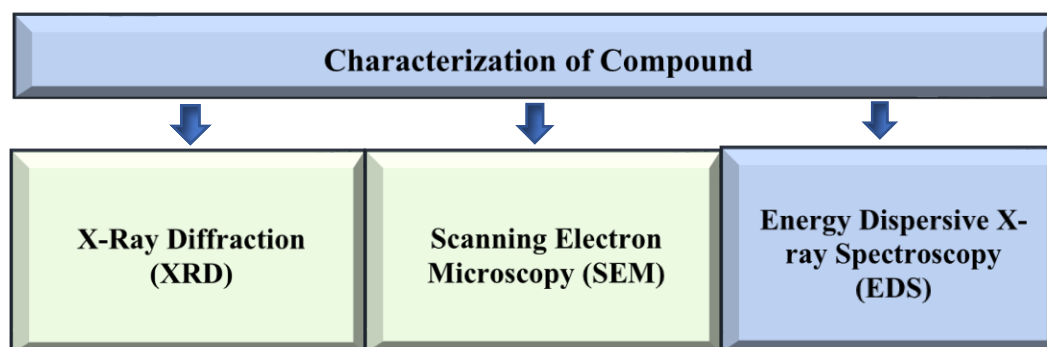 Characterization of Compound
X-Ray Diffraction
(XRD)
Scanning Electron
Microscopy (SEM)
Energy Dispersive X-
ray Spectroscopy
(EDS)